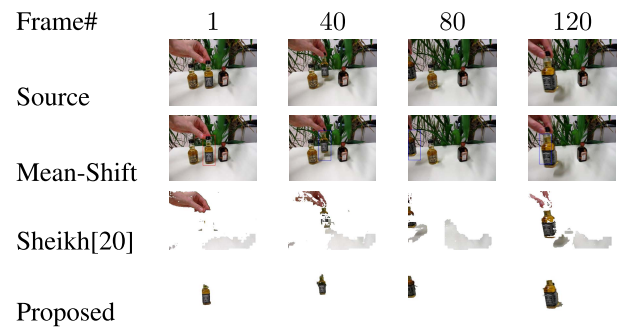 Frame# 1 40 80 120
Source
Mean-Shift
Sheikh[20]
Proposed